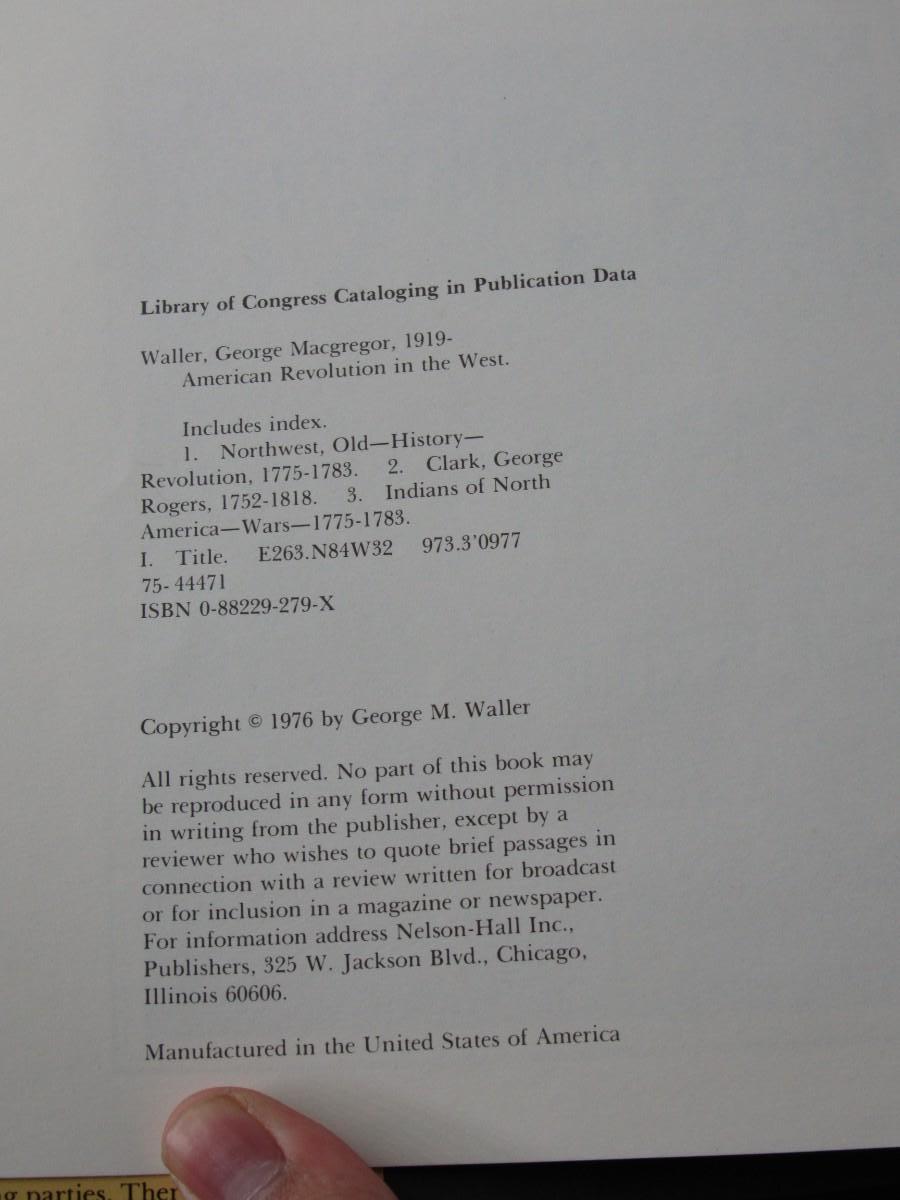 Library of Congress Cataloging in Publication Data
Waller, George Macgregor, 1919-
American Revolution in the West.
Includes index.
1. Northwest, Old—History—
Revolution, 1775-1783. 2. Clark, George
Rogers, 1752-1818. 3. Indians of North
America—Wars—1775-1783.
I. Title. E263.N84W32 973.3'0977
75-44471
ISBN 0-88229-279-X
Copyright © 1976 by George M. Waller
All rights reserved. No part of this book may
be reproduced in any form without permission
in writing from the publisher, except by a
reviewer who wishes to quote brief passages in
connection with a review written for broadcast
or for inclusion in a magazine or newspaper.
For information address Nelson-Hall Inc.,
Publishers, 325 W. Jackson Blvd., Chicago,
Illinois 60606.
Manufactured in the United States of America
parties. Ther